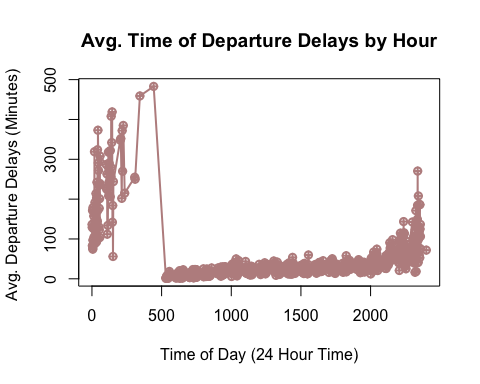 Avg. Time of Departure Delays by Hour
Avg. Departure Delays (Minutes)
500
300
100
0
0 500 1000 1500 2000
Time of Day (24 Hour Time)